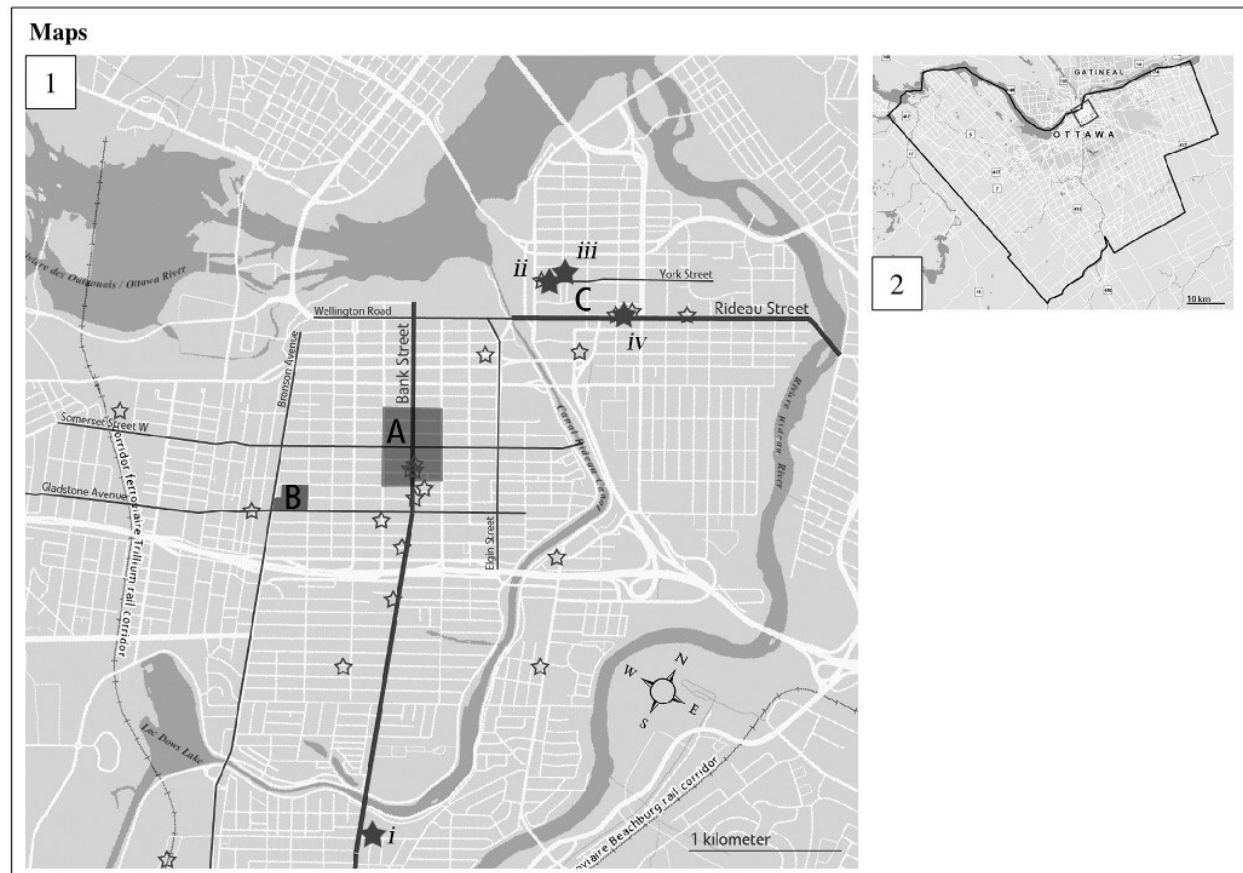 Maps
1
2
GATINEAU
OTTAWA
10 km
iii
ii
York Street
C
Rideau Street
Wellington Road
iv
Bank Street
Bronson Avenue
Rivière des Outaouais / Ottawa River
Canal Rideau Canal
Rivière Rideau River
A
Somerset Street W
Gladstone Avenue
B
Elgin Street
Corridor ferroviaire Trillium rail corridor
N
W
E
S
Lac Dows Lake
i
1 kilometer
oviaire Beachburg rail corridor